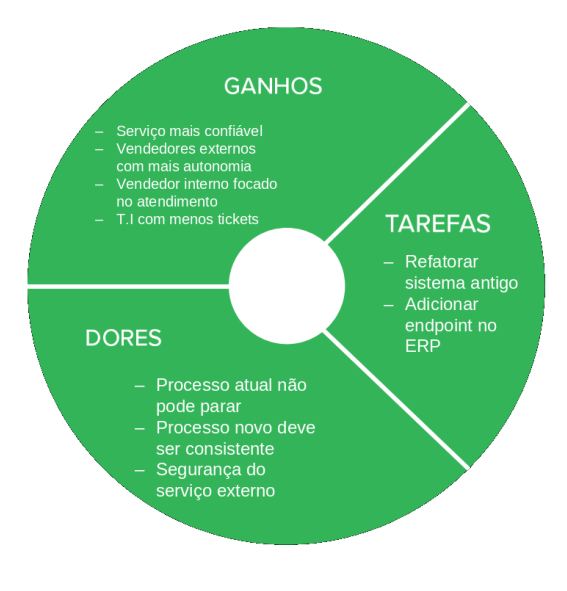 GANHOS
– Serviço mais confiável
– Vendedores externos
com mais autonomia
– Vendedor interno focado
no atendimento
– T.I com menos tickets
TAREFAS
– Refatorar
sistema antigo
– Adicionar
endpoint no
ERP
DORES
– Processo atual não
pode parar
– Processo novo deve
ser consistente
– Segurança do
serviço externo